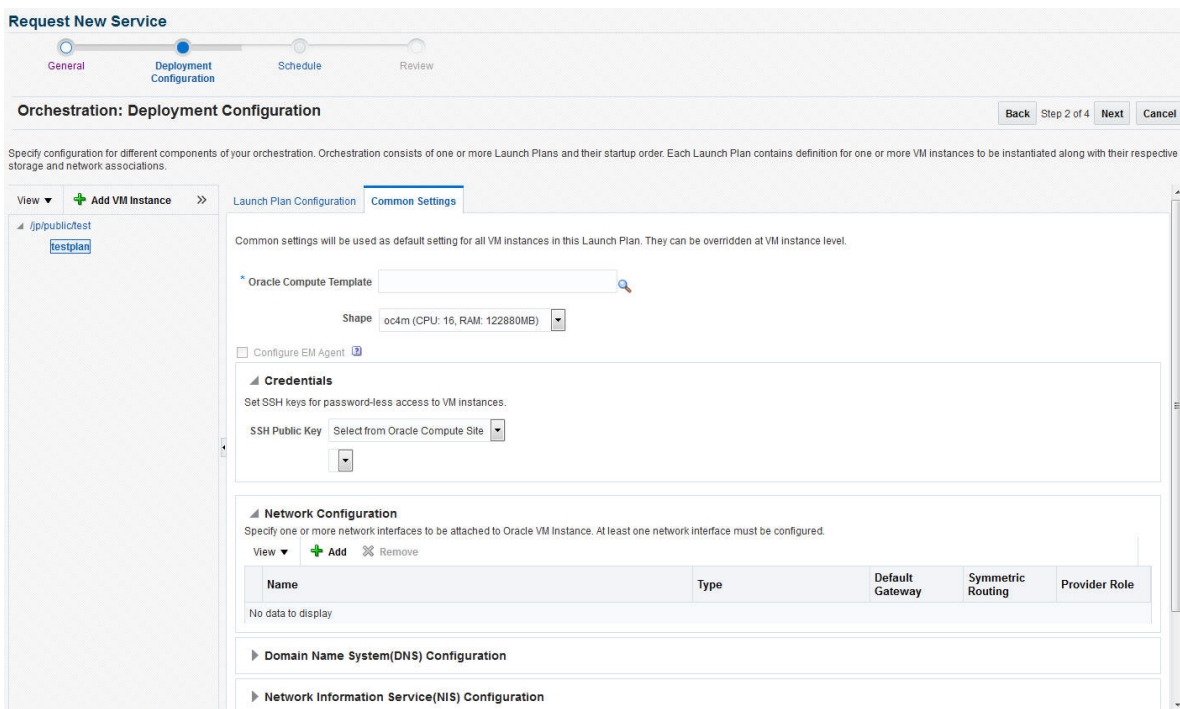 Request New Service
General
Deployment
Configuration
Schedule
Review
Orchestration: Deployment Configuration
Back Step 2 of 4 Next Cancel
Specify configuration for different components of your orchestration. Orchestration consists of one or more Launch Plans and their startup order. Each Launch Plan contains definition for one or more VM instances to be instantiated along with their respective
storage and network associations.
View Add VM Instance »
/jp/public/test
testplan
Launch Plan Configuration Common Settings
Common settings will be used as default setting for all VM instances in this Launch Plan. They can be overridden at VM instance level.
* Oracle Compute Template
Shape oc4m (CPU: 16, RAM: 122880MB)
Configure EM Agent ?
Credentials
Set SSH keys for password-less access to VM instances.
SSH Public Key Select from Oracle Compute Site
Network Configuration
Specify one or more network interfaces to be attached to Oracle VM Instance. At least one network interface must be configured.
View Add Remove
Name Type Default Gateway Symmetric Routing Provider Role
No data to display
Domain Name System(DNS) Configuration
Network Information Service(NIS) Configuration